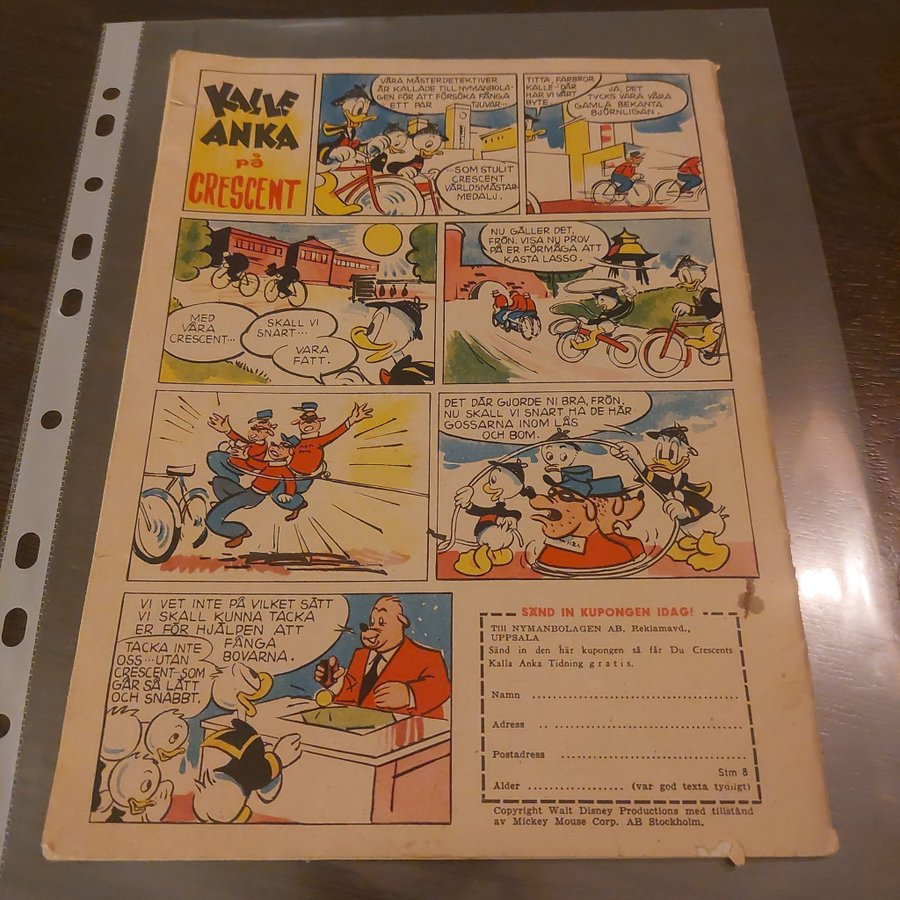 KALLE
ANKA
på
CRESCENT
VÅRA MÄSTERDETEKTIVER
ÄR KALLADE TILL NYMANBOLA-
GEN FÖR ATT FÖRSÖKA FÅNGA
ETT PAR TJUVAR...
...SOM STULIT
CRESCENT
VÄRLDSMÄSTAR-
MEDALJ.
TITTA, FARBROR
KALLE. DÄR
HAR VI VÅRT
BYTE.
JA, DET
TYCKS VARA VÅRA
GAMLA BEKANTA
BJÖRNLIGAN.
MED
VÅRA
CRESCENT...
SKALL VI
SNART...
VARA
FATT.
NU GÄLLER DET,
FRÖN. VISA NU PROV
PÅ ER FÖRMÅGA ATT
KASTA LASSO.
DET DÄR GJORDE NI BRA, FRÖN,
NU SKALL VI SNART HA DE HÄR
GOSSARNA INOM LÅS
OCH BOM.
VI VET INTE PÅ VILKET SÄTT
VI SKALL KUNNA TACKA
ER FÖR HJÄLPEN ATT
FÅNGA
BOVARNA.
TACKA INTE
OSS...UTAN
CRESCENT...SOM
GÅR SÅ LÄTT
OCH SNABBT.
SÄND IN KUPONGEN IDAG!
Till NYMANBOLAGEN AB, Reklamavd.,
UPPSALA
Sänd in den här kupongen så får Du Crescents
Kalla Anka Tidning gratis.
Namn
Adress
Postadress
Stm 8
Ålder (var god texta tydligt)
Copyright Walt Disney Productions med tillstånd
av Mickey Mouse Corp. AB Stockholm.